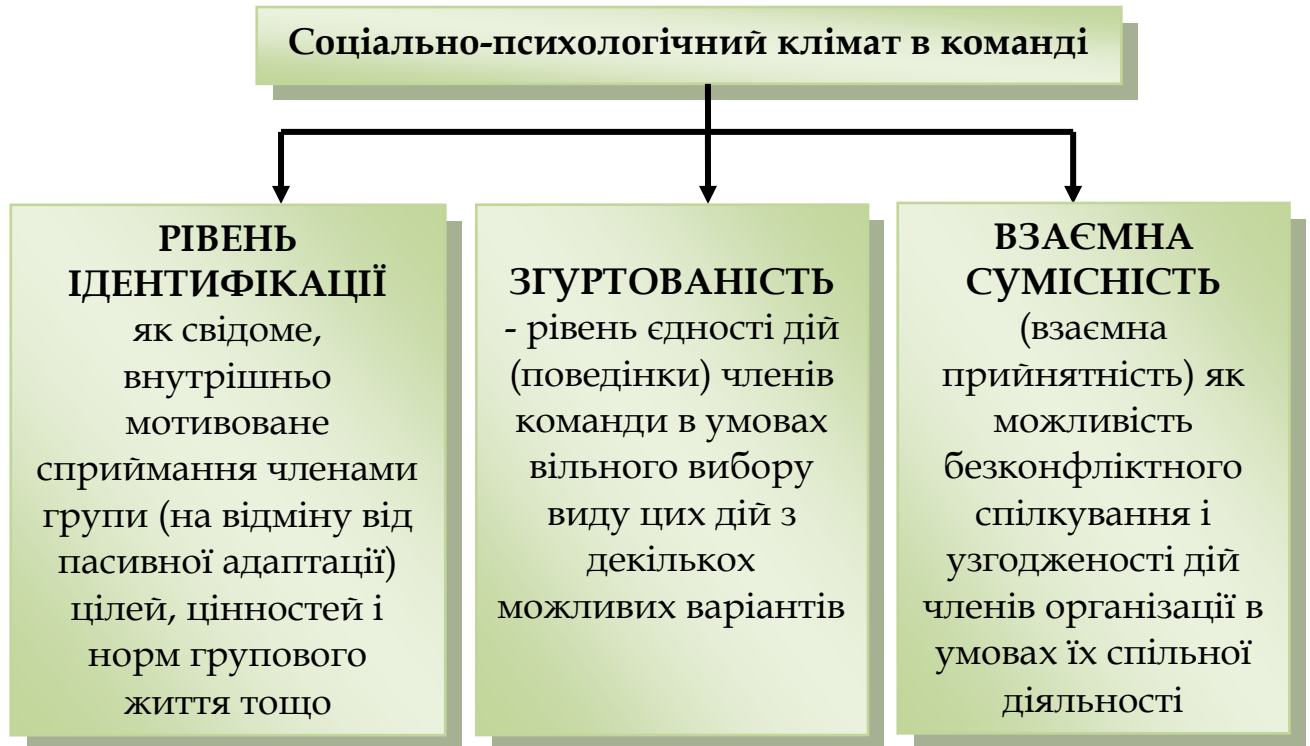 Соціально-психологічний клімат в команді
РІВЕНЬ
ІДЕНТИФІКАЦІЇ
як свідоме,
внутрішньо
мотивоване
сприймання членами
групи (на відміну від
пасивної адаптації)
цілей, цінностей і
норм групового
життя тощо
ЗГУРТОВАНІСТЬ
- рівень єдності дій
(поведінки) членів
команди в умовах
вільного вибору
виду цих дій з
декількох
можливих варіантів
ВЗАЄМНА
СУМІСНІСТЬ
(взаємна
прийнятність) як
можливість
безконфліктного
спілкування і
узгодженості дій
членів організації в
умовах їх спільної
діяльності